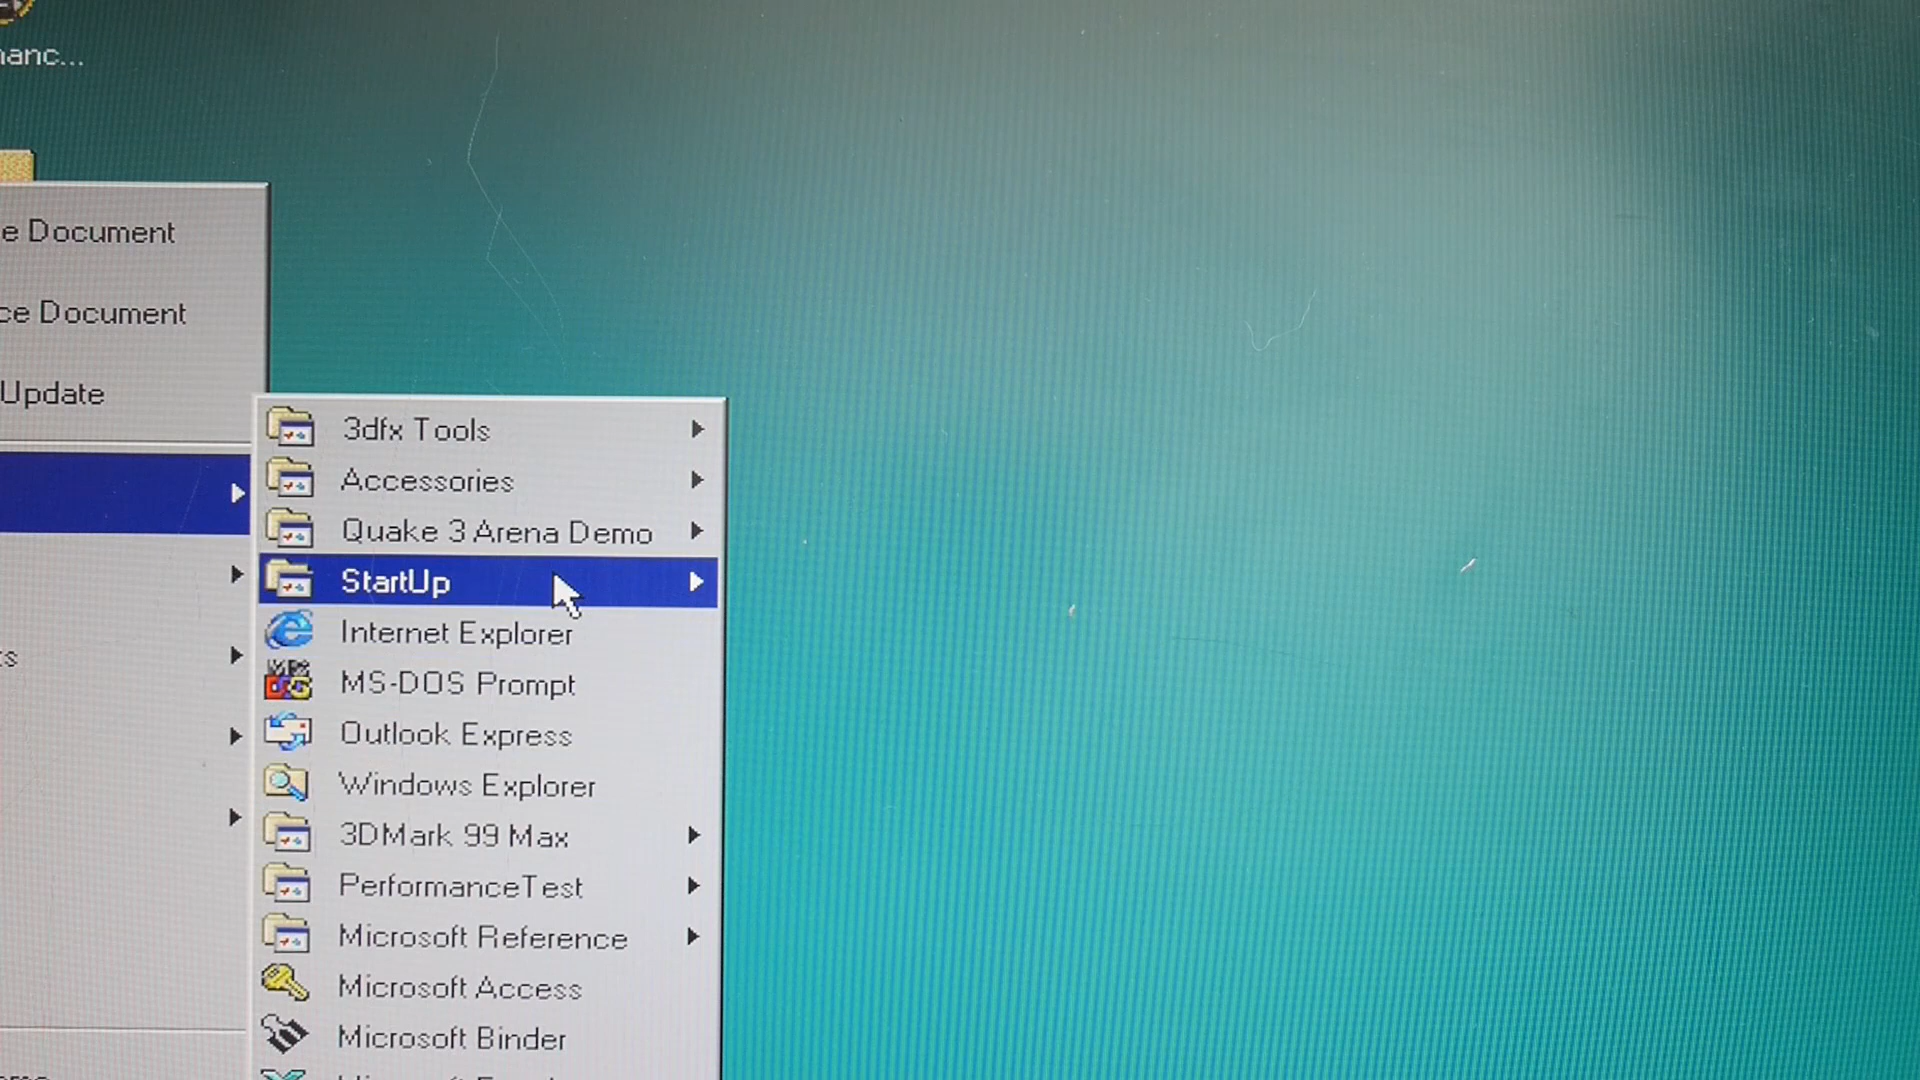 anc...
e Document
ce Document
Update
3dfx Tools
Accessories
Quake 3 Arena Demo
StartUp
Internet Explorer
MS-DOS Prompt
Outlook Express
Windows Explorer
3DMark 99 Max
PerformanceTest
Microsoft Reference
Microsoft Access
Microsoft Binder